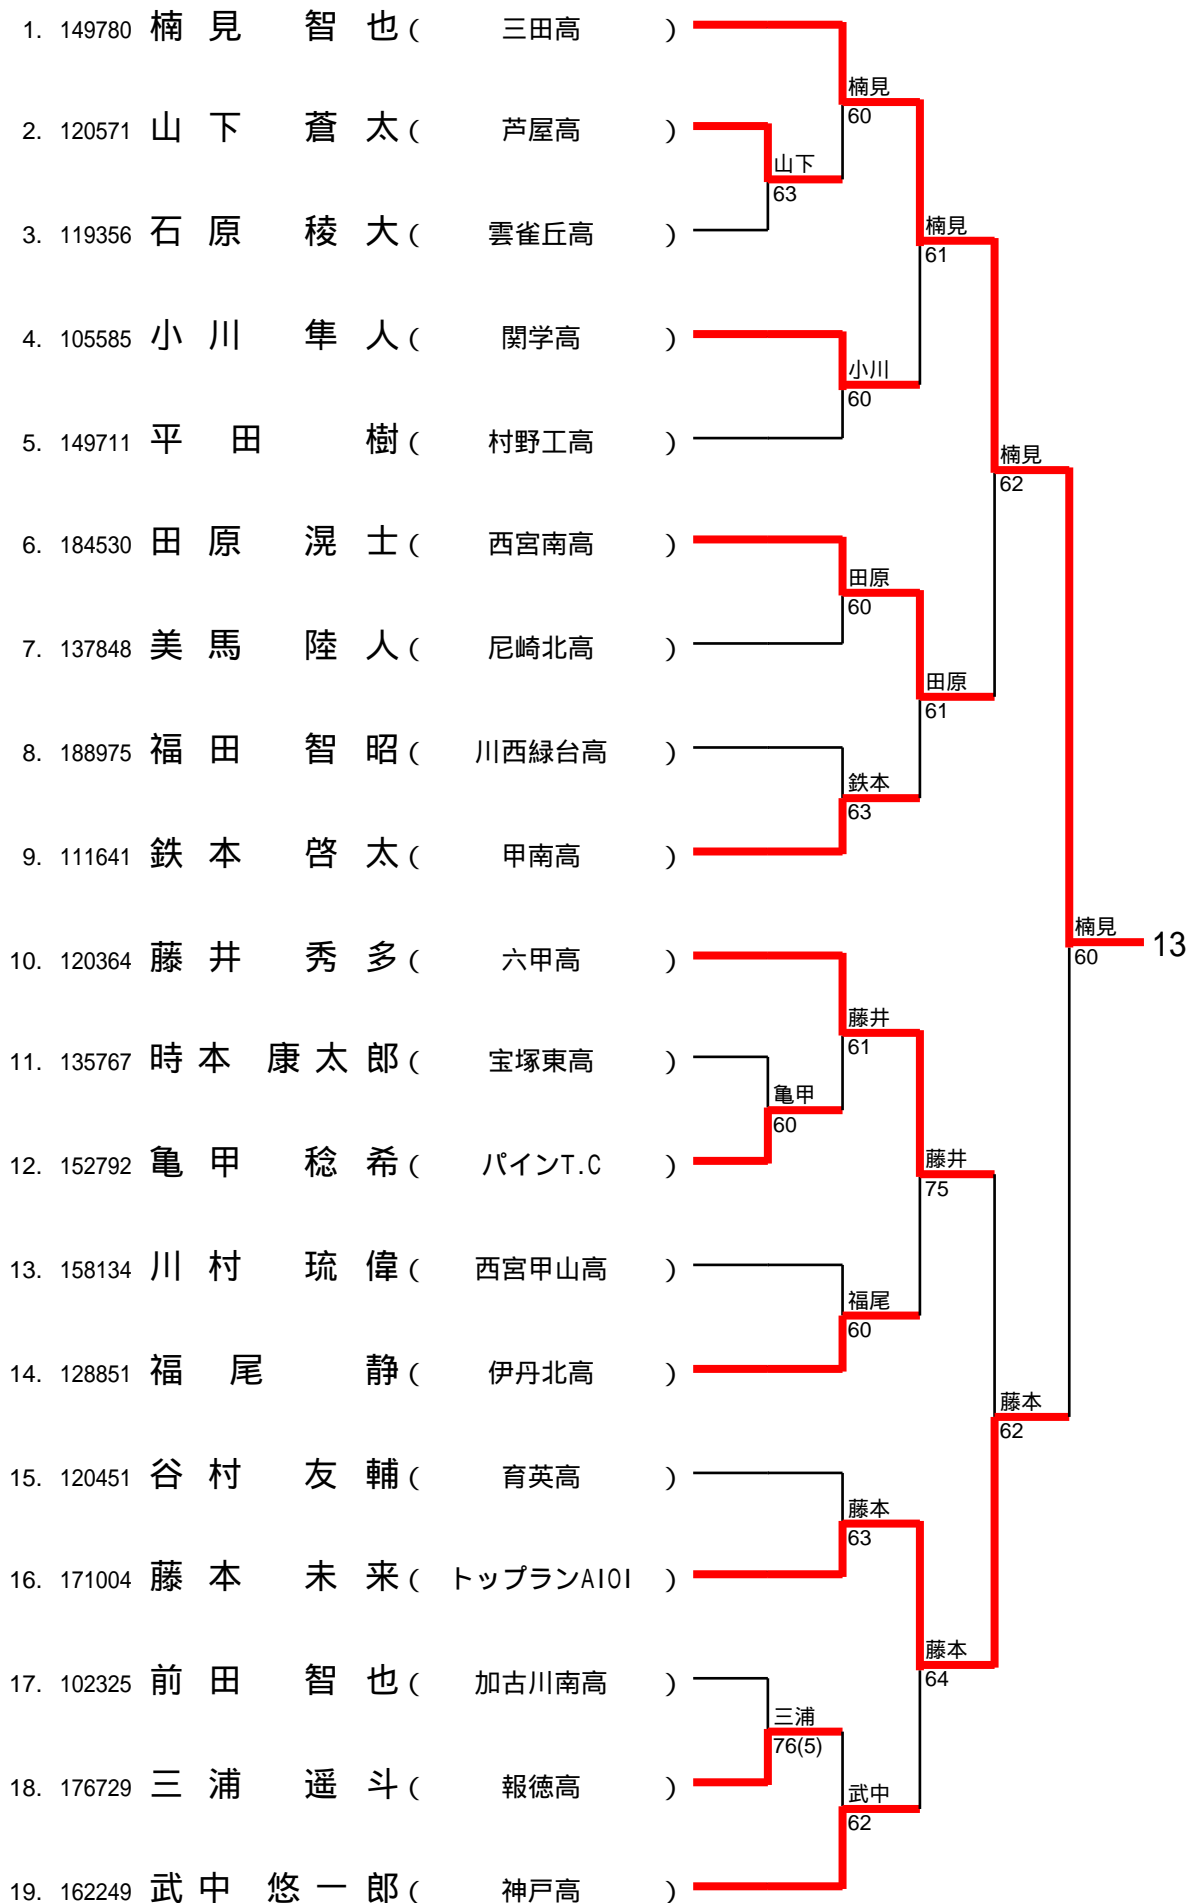 1. 149780 楠見 智也 ( 三田高 )
楠見
60
2. 120571 山下 蒼太 ( 芦屋高 )
山下
63
3. 119356 石原 稜大 ( 雲雀丘高 )
楠見
61
4. 105585 小川 隼人 ( 関学高 )
小川
60
5. 149711 平田 樹 ( 村野工高 )
楠見
62
6. 184530 田原 滉士 ( 西宮南高 )
田原
60
7. 137848 美馬 陸人 ( 尼崎北高 )
田原
61
8. 188975 福田 智昭 ( 川西緑台高 )
鉄本
63
9. 111641 鉄本 啓太 ( 甲南高 )
楠見
60
13
10. 120364 藤井 秀多 ( 六甲高 )
藤井
61
11. 135767 時本 康太郎 ( 宝塚東高 )
亀甲
60
12. 152792 亀甲 稔希 ( パインT.C )
藤井
75
13. 158134 川村 琉偉 ( 西宮甲山高 )
福尾
60
14. 128851 福尾 静 ( 伊丹北高 )
藤本
62
15. 120451 谷村 友輔 ( 育英高 )
藤本
63
16. 171004 藤本 未来 ( トップランAIOI )
藤本
64
17. 102325 前田 智也 ( 加古川南高 )
三浦
76(5)
18. 176729 三浦 遥斗 ( 報徳高 )
武中
62
19. 162249 武中 悠一郎 ( 神戸高 )